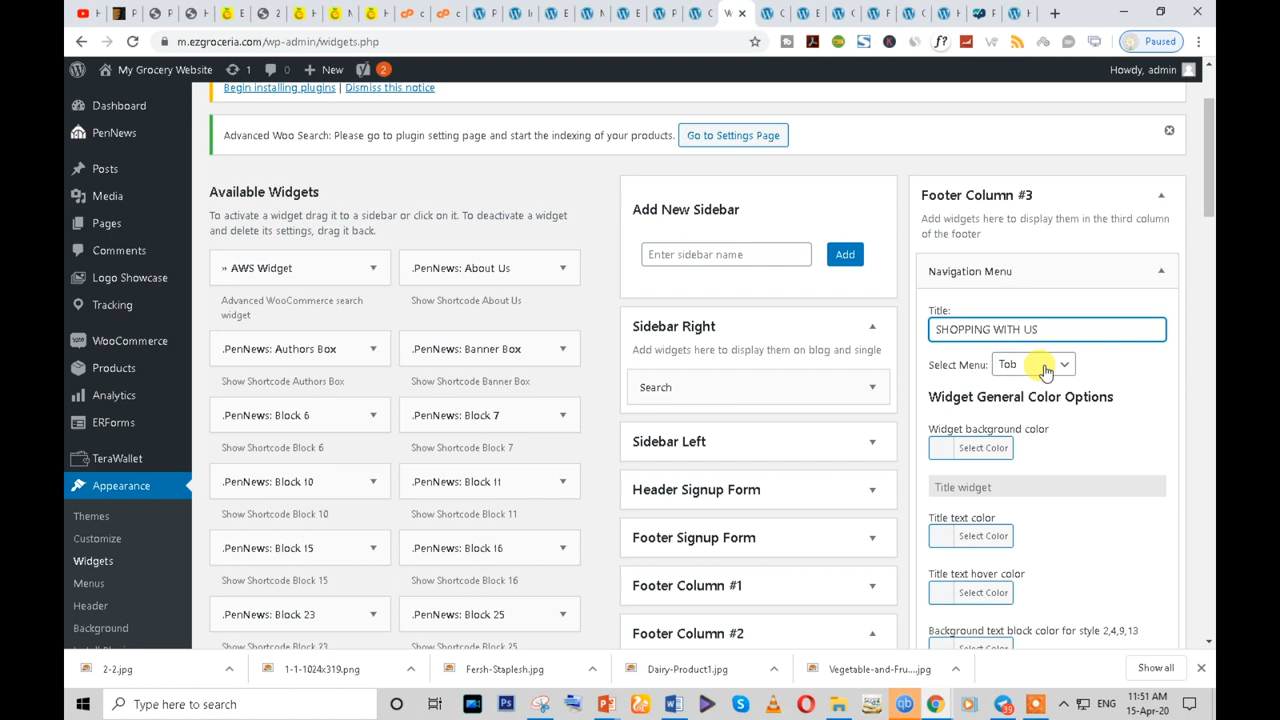 m.ezgroceria.com/wp-admin/widgets.php
Paused
My Grocery Website
1
New
2
Howdy, admin
Begin installing plugins | Dismiss this notice
Advanced Woo Search: Please go to plugin setting page and start the indexing of your products.
Go to Settings Page
Dashboard
PenNews
Posts
Media
Pages
Comments
Logo Showcase
Tracking
WooCommerce
Products
Analytics
ERForms
TeraWallet
Appearance
Themes
Customize
Widgets
Menus
Header
Background
Available Widgets
To activate a widget drag it to a sidebar or click on it. To deactivate a widget
and delete its settings, drag it back.
» AWS Widget
Advanced WooCommerce search
widget
.PenNews: About Us
Show Shortcode About Us
.PenNews: Authors Box
Show Shortcode Authors Box
.PenNews: Banner Box
Show Shortcode Banner Box
.PenNews: Block 6
Show Shortcode Block 6
.PenNews: Block 7
Show Shortcode Block 7
.PenNews: Block 10
Show Shortcode Block 10
.PenNews: Block 11
Show Shortcode Block 11
.PenNews: Block 15
Show Shortcode Block 15
.PenNews: Block 16
Show Shortcode Block 16
.PenNews: Block 23
.PenNews: Block 25
Add New Sidebar
Enter sidebar name
Add
Sidebar Right
Add widgets here to display them on blog and single
Search
Sidebar Left
Header Signup Form
Footer Signup Form
Footer Column #1
Footer Column #2
Footer Column #3
Add widgets here to display them in the third column
of the footer
Navigation Menu
Title:
SHOPPING WITH US
Select Menu: Tob
Widget General Color Options
Widget background color
Select Color
Title widget
Title text color
Select Color
Title text hover color
Select Color
Background text block color for style 2,4,9,13
Select Color
2-2.jpg
1-1-1024x319.png
Fersh-Staplesh.jpg
Dairy-Product1.jpg
Vegetable-and-Fru....jpg
Show all
Type here to search
ENG
11:51 AM
15-Apr-20